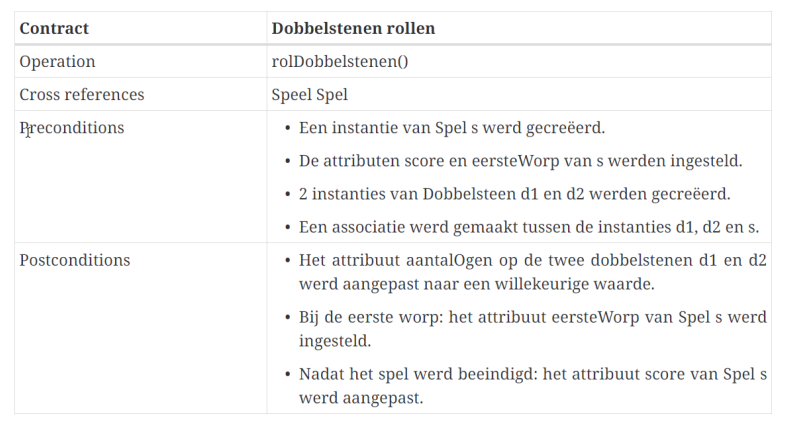 Contract Dobbelstenen rollen
Operation rolDobbelstenen()
Cross references Speel Spel
Preconditions • Een instantie van Spel s werd gecreëerd.
• De attributen score en eersteWorp van s werden ingesteld.
• 2 instanties van Dobbelsteen d1 en d2 werden gecreëerd.
• Een associatie werd gemaakt tussen de instanties d1, d2 en s.
Postconditions • Het attribuut aantalOgen op de twee dobbelstenen d1 en d2
werd aangepast naar een willekeurige waarde.
• Bij de eerste worp: het attribuut eersteWorp van Spel s werd
ingesteld.
• Nadat het spel werd beeindigd: het attribuut score van Spel s
werd aangepast.